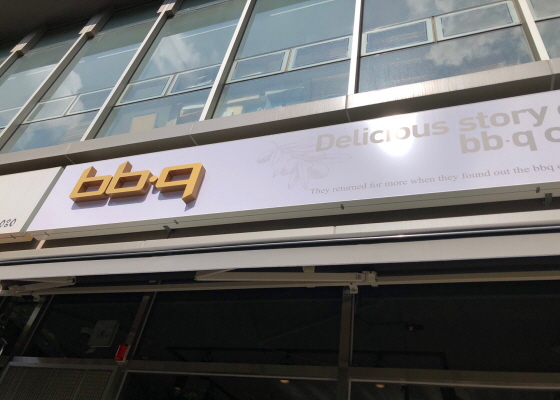 bb·q
Delicious story
bb·q
They returned for more when they found out the bbq